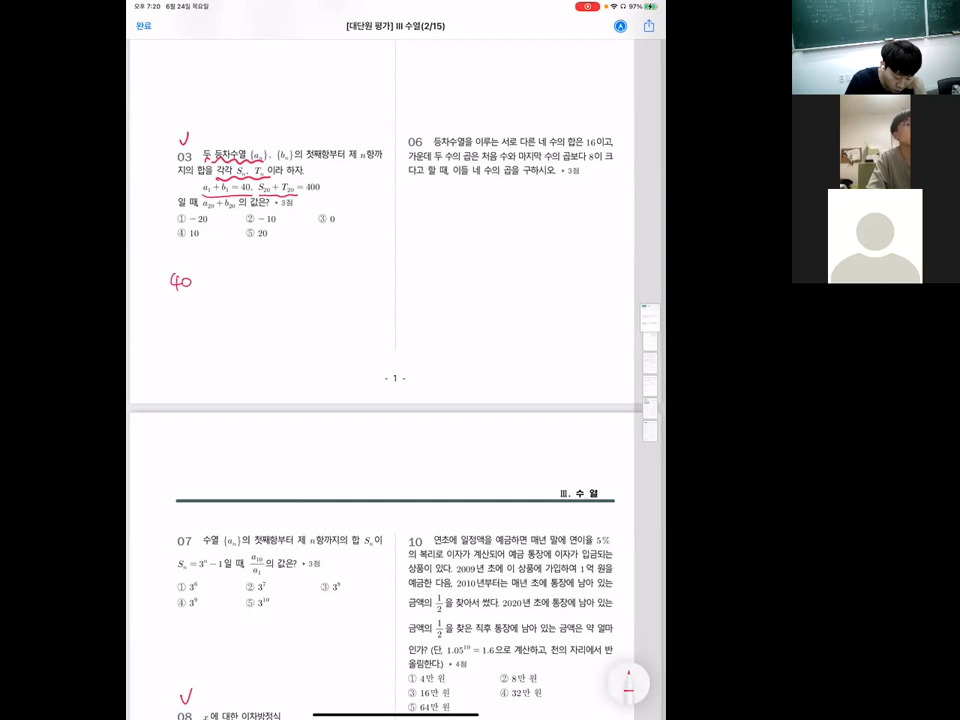 오후 7:20 6월 24일 목요일
97%
완료
[대단원 평가] III 수열(2/15)
03 두 등차수열 {aₙ}, {bₙ}의 첫째항부터 제 n항까
지의 합을 각각 Sₙ, Tₙ이라 하자.
a₁+b₁=40, S₂₀+T₂₀=400
일 때, a₂₀+b₂₀의 값은? • 3점
① −20 ② −10 ③ 0
④ 10 ⑤ 20
40
06 등차수열을 이루는 서로 다른 네 수의 합은 16이고,
가운데 두 수의 곱은 처음 수와 마지막 수의 곱보다 8이 크
다고 할 때, 이들 네 수의 곱을 구하시오. • 3점
- 1 -
Ⅲ. 수 열
07 수열 {aₙ}의 첫째항부터 제 n항까지의 합 Sₙ이
Sₙ=3ⁿ−1일 때, a₁₀/a₁의 값은? • 3점
① 3⁶ ② 3⁷ ③ 3⁸
④ 3⁹ ⑤ 3¹⁰
08 x에 대한 이차방정식
10 연초에 일정액을 예금하면 매년 말에 연이율 5%
의 복리로 이자가 계산되어 예금 통장에 이자가 입금되는
상품이 있다. 2009년 초에 이 상품에 가입하여 1억 원을
예금한 다음, 2010년부터는 매년 초에 통장에 남아 있는
금액의 1/2을 찾아서 썼다. 2020년 초에 통장에 남아 있는
금액의 1/2을 찾은 직후 통장에 남아 있는 금액은 약 얼마
인가? (단, 1.05¹⁰=1.6으로 계산하고, 천의 자리에서 반
올림한다.) • 4점
① 4만 원 ② 8만 원
③ 16만 원 ④ 32만 원
⑤ 64만 원